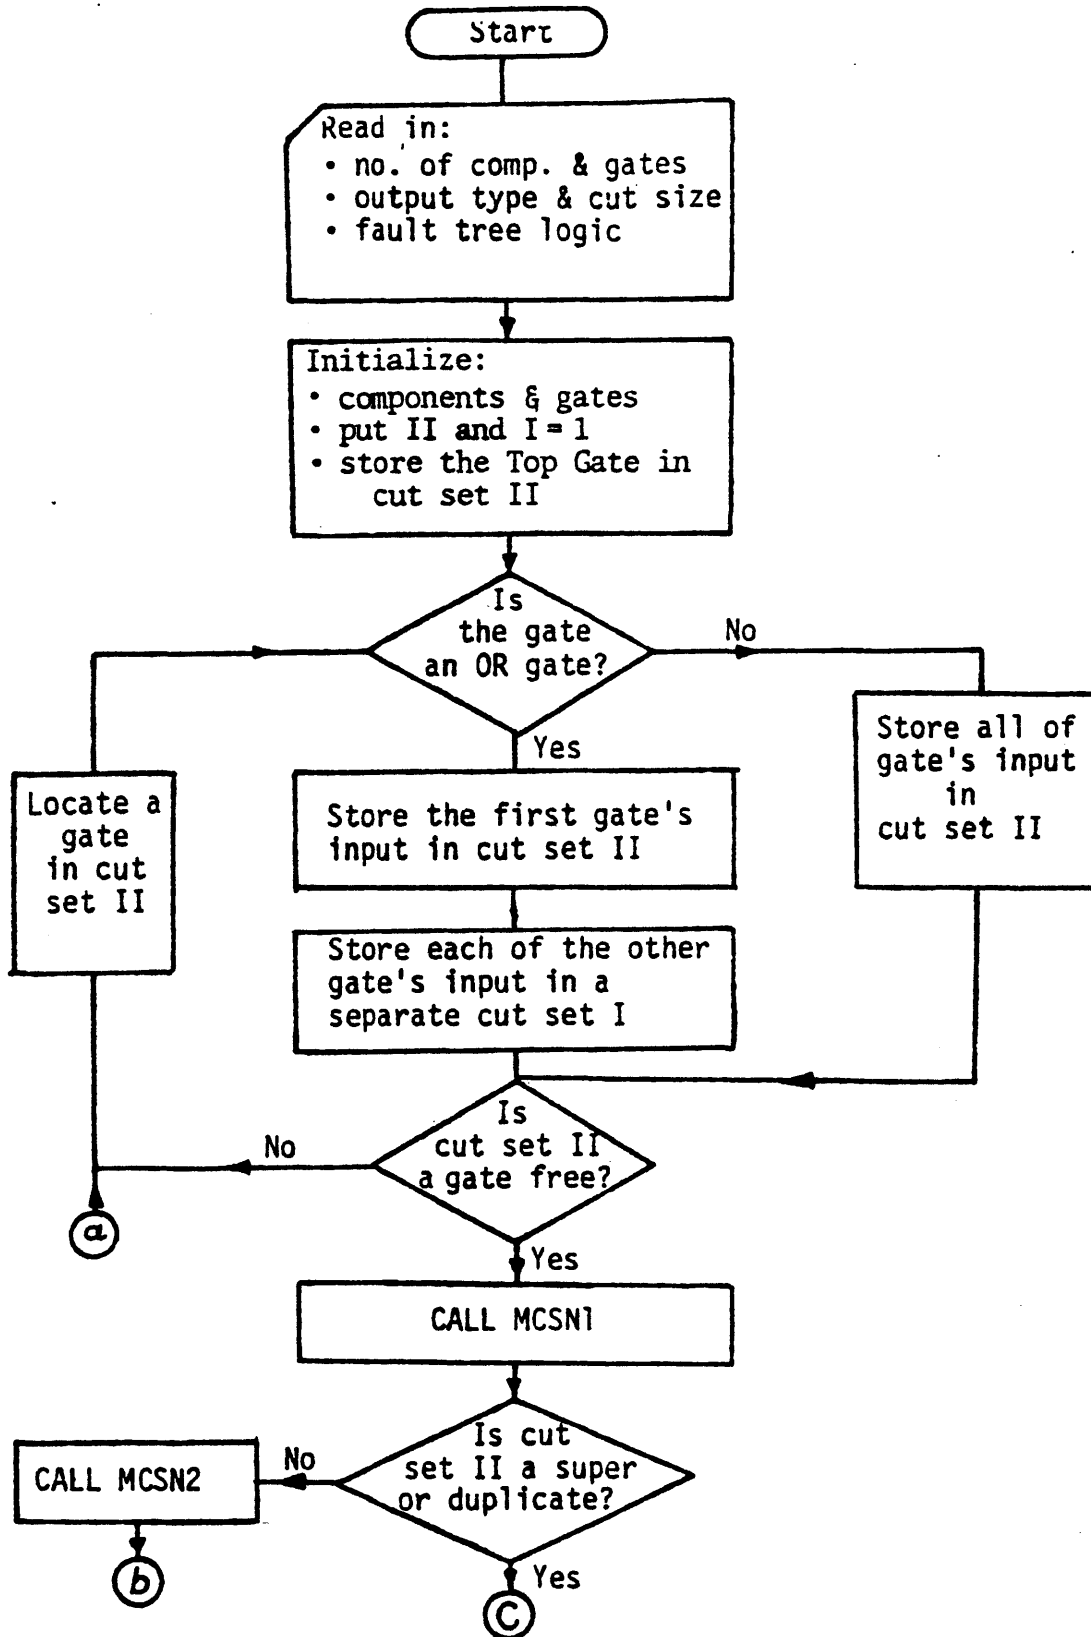 Start
Read in:
• no. of comp. & gates
• output type & cut size
• fault tree logic
Initialize:
• components & gates
• put II and I = 1
• store the Top Gate in
cut set II
Is
the gate
an OR gate?
No
Yes
Store all of
gate's input
in
cut set II
Locate a
gate
in cut
set II
Store the first gate's
input in cut set II
Store each of the other
gate's input in a
separate cut set I
Is
cut set II
a gate free?
No
a
Yes
CALL MCSN1
Is cut
set II a super
or duplicate?
No
CALL MCSN2
b
Yes
C